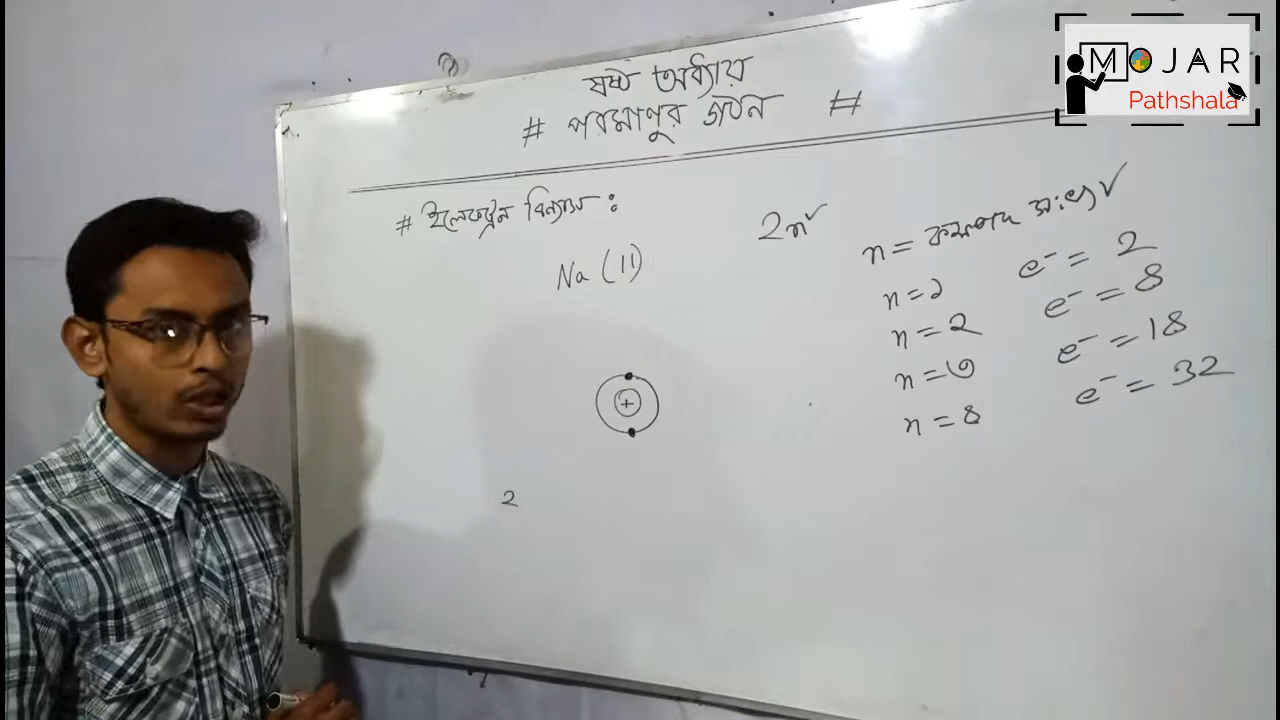 ষষ্ঠ অধ্যায়
# পরমাণুর গঠন #
# ইলেকট্রন বিন্যাস :
Na (11)
2n²
n = কক্ষপথ সংখ্যা
n = ১ e⁻ = 2
n = 2 e⁻ = 8
n = ৩ e⁻ = 18
n = ৪ e⁻ = 32
+
2
MOJAR
Pathshala